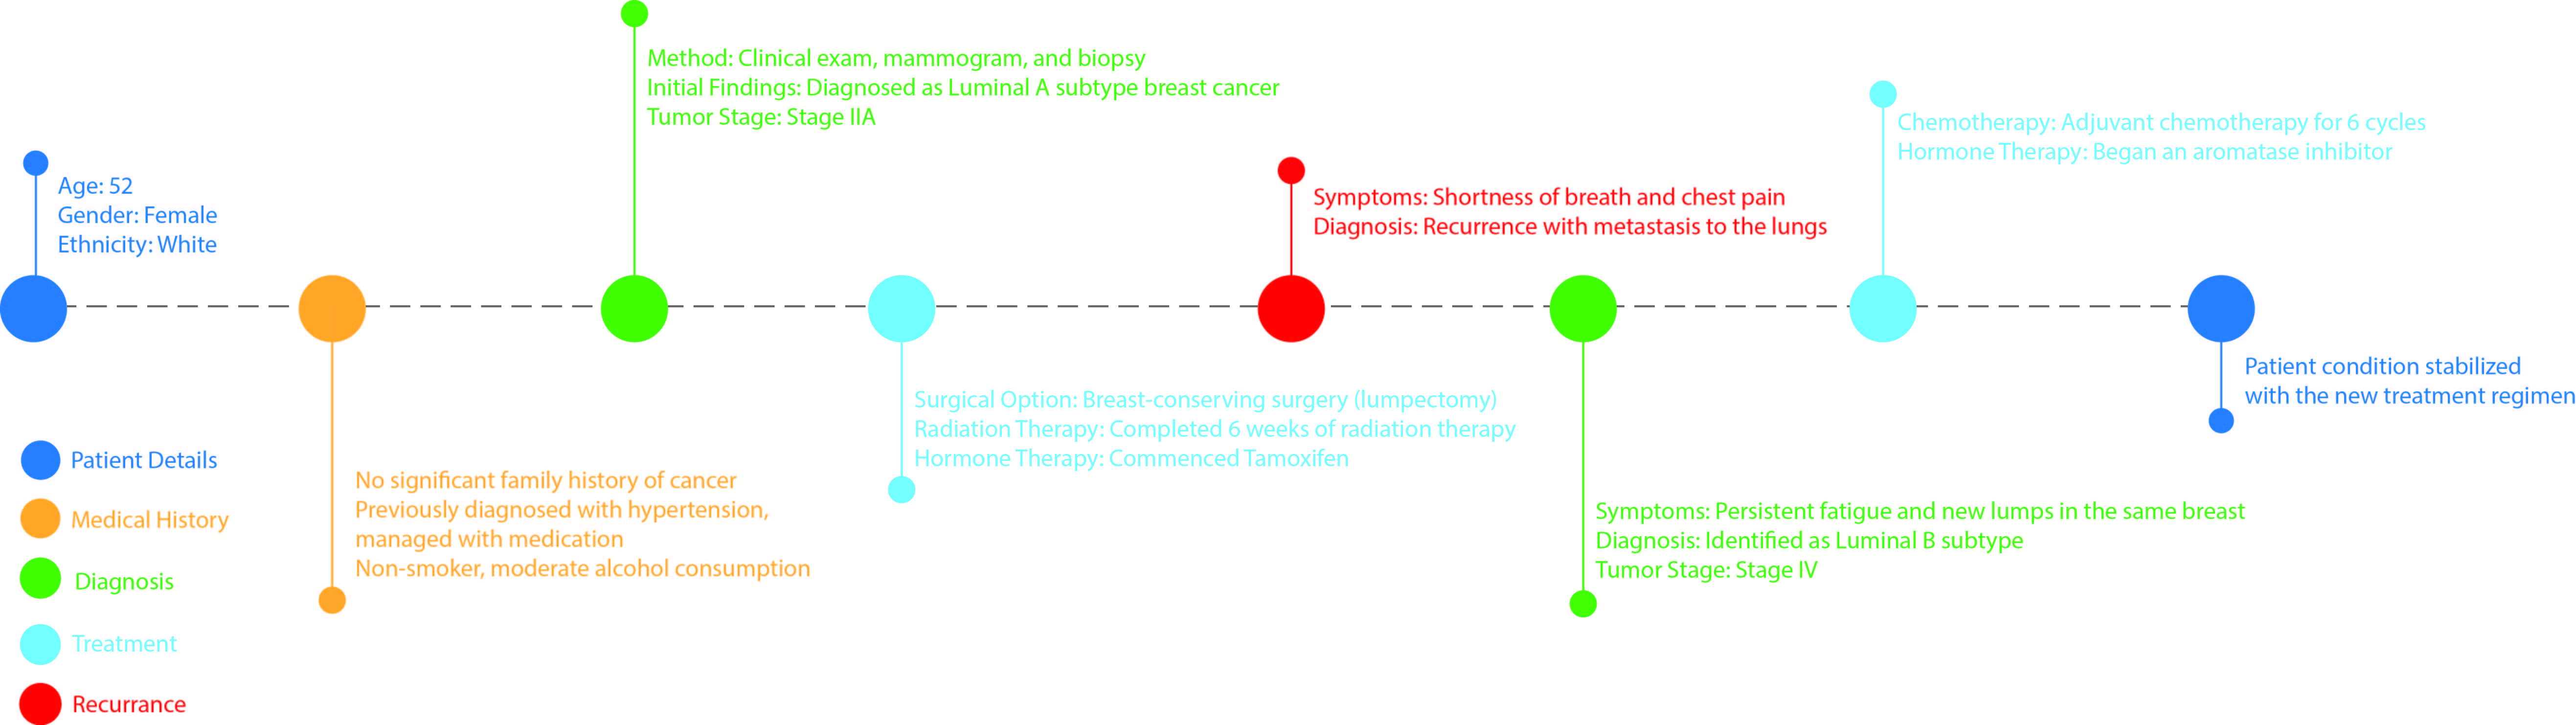 Age: 52
Gender: Female
Ethnicity: White
No significant family history of cancer
Previously diagnosed with hypertension,
managed with medication
Non-smoker, moderate alcohol consumption
Method: Clinical exam, mammogram, and biopsy
Initial Findings: Diagnosed as Luminal A subtype breast cancer
Tumor Stage: Stage IIA
Surgical Option: Breast-conserving surgery (lumpectomy)
Radiation Therapy: Completed 6 weeks of radiation therapy
Hormone Therapy: Commenced Tamoxifen
Symptoms: Shortness of breath and chest pain
Diagnosis: Recurrence with metastasis to the lungs
Symptoms: Persistent fatigue and new lumps in the same breast
Diagnosis: Identified as Luminal B subtype
Tumor Stage: Stage IV
Chemotherapy: Adjuvant chemotherapy for 6 cycles
Hormone Therapy: Began an aromatase inhibitor
Patient condition stabilized
with the new treatment regimen
Patient Details
Medical History
Diagnosis
Treatment
Recurrance